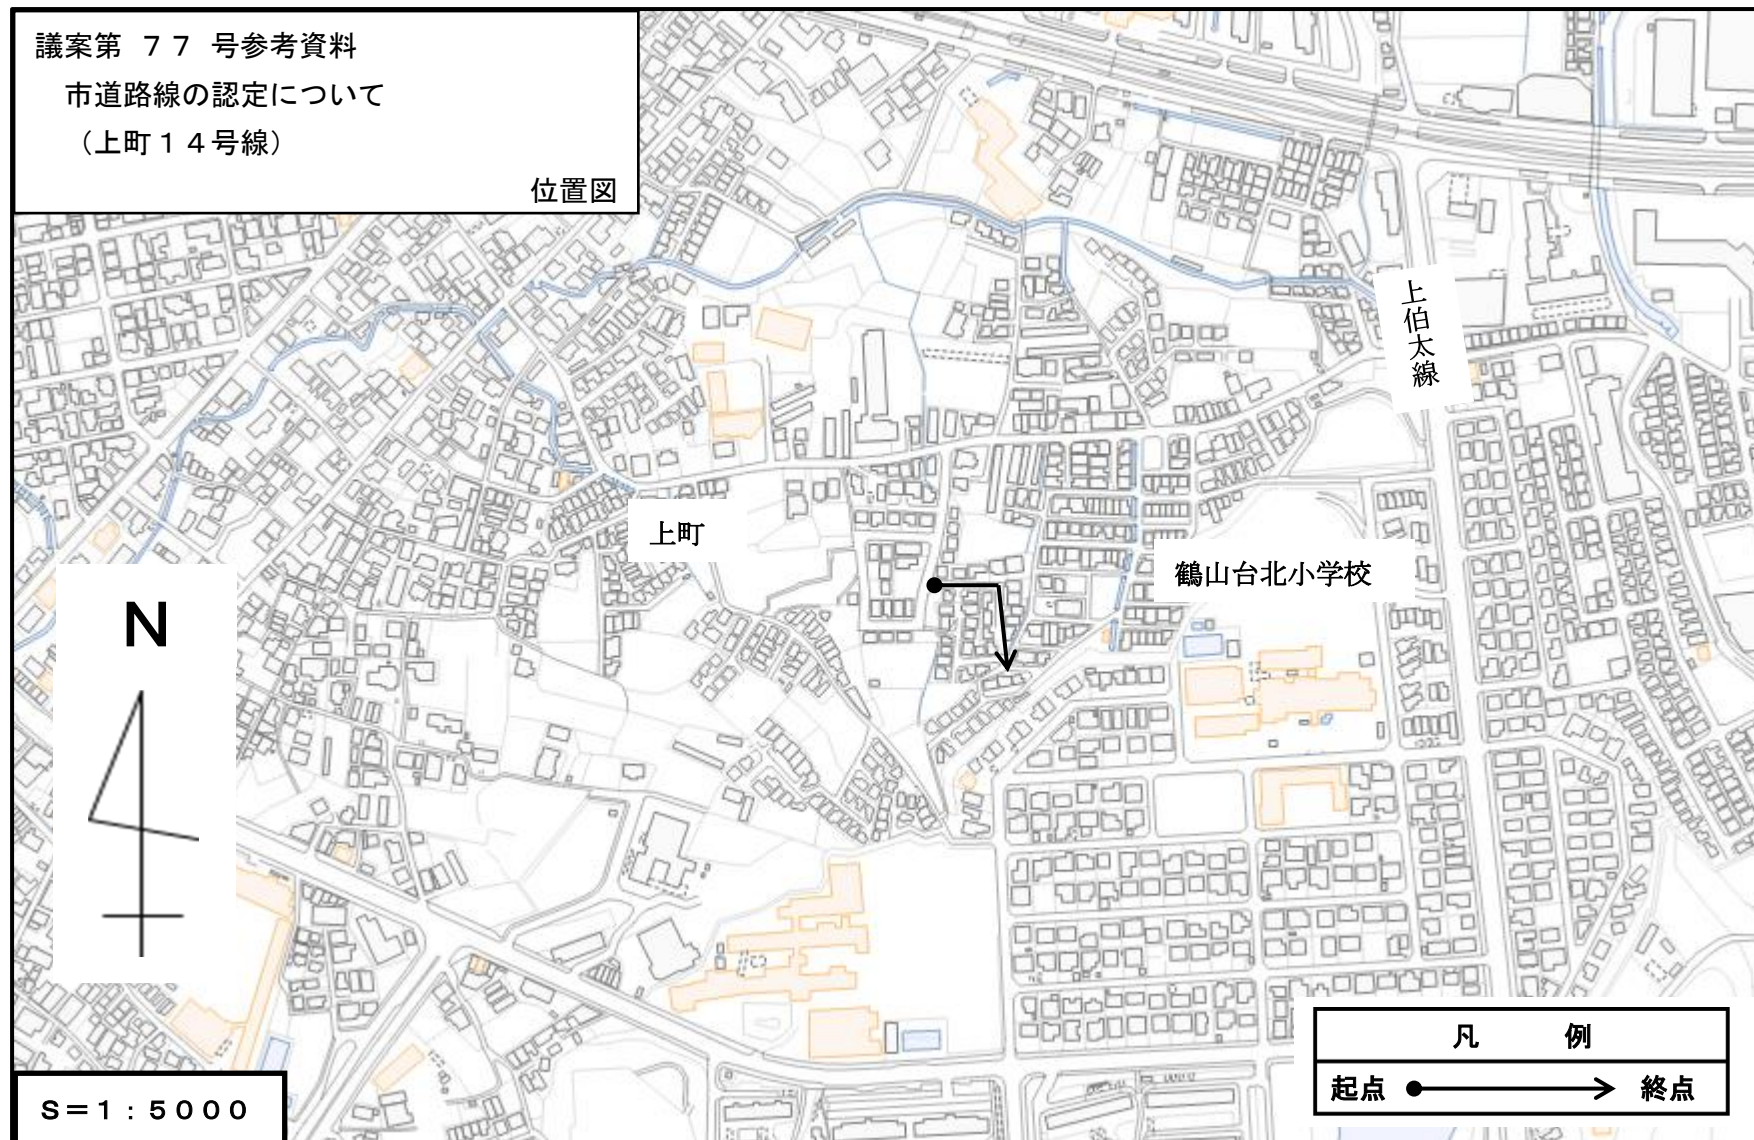 議案第 ７７ 号参考資料
市道路線の認定について
（上町１４号線）
位置図
上伯太線
上町
鶴山台北小学校
N
凡 例
起点 終点
S＝１：５０００